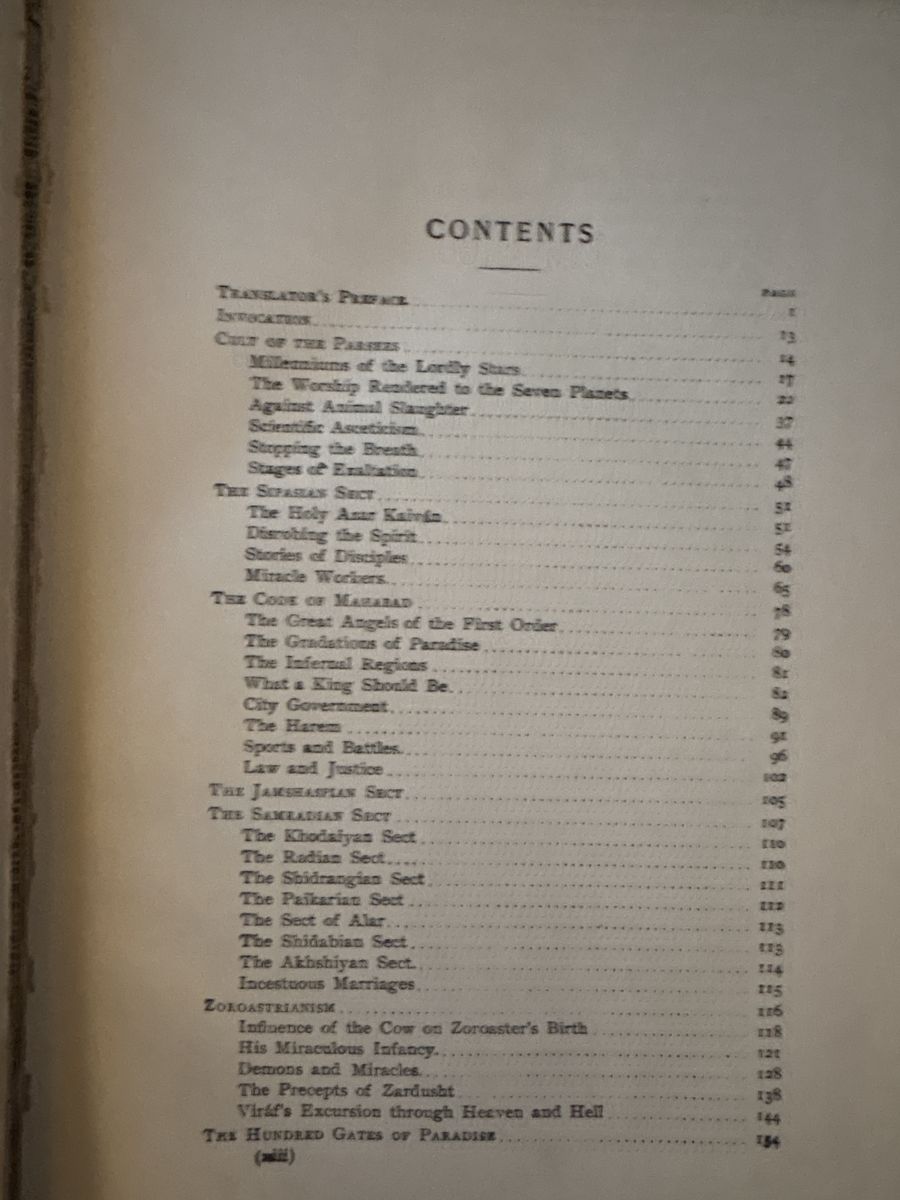 CONTENTS
PAGE
TRANSLATOR'S PREFACE 1
INVOCATION 13
CULT OF THE PARSEES 14
Millenniums of the Lordly Stars 17
The Worship Rendered to the Seven Planets 22
Against Animal Slaughter 37
Scientific Asceticism 44
Stopping the Breath 47
Stages of Exaltation 48
THE SIPASIAN SECT 51
The Holy Azar Kaiván 51
Disrobing the Spirit 54
Stories of Disciples 60
Miracle Workers 65
THE CODE OF MAHABAD 78
The Great Angels of the First Order 79
The Gradations of Paradise 80
The Infernal Regions 81
What a King Should Be 82
City Government 89
The Harem 91
Sports and Battles 96
Law and Justice 102
THE JAMSHASPIAN SECT 105
THE SAMRADIAN SECT 107
The Khodaiyan Sect 110
The Radian Sect 110
The Shidrangian Sect 111
The Paikarian Sect 112
The Sect of Alar 113
The Shidabian Sect 113
The Akhshiyan Sect 114
Incestuous Marriages 115
ZOROASTRIANISM 116
Influence of the Cow on Zoroaster's Birth 118
His Miraculous Infancy 121
Demons and Miracles 128
The Precepts of Zardusht 138
Viráf's Excursion through Heaven and Hell 144
THE HUNDRED GATES OF PARADISE 154
(xiii)